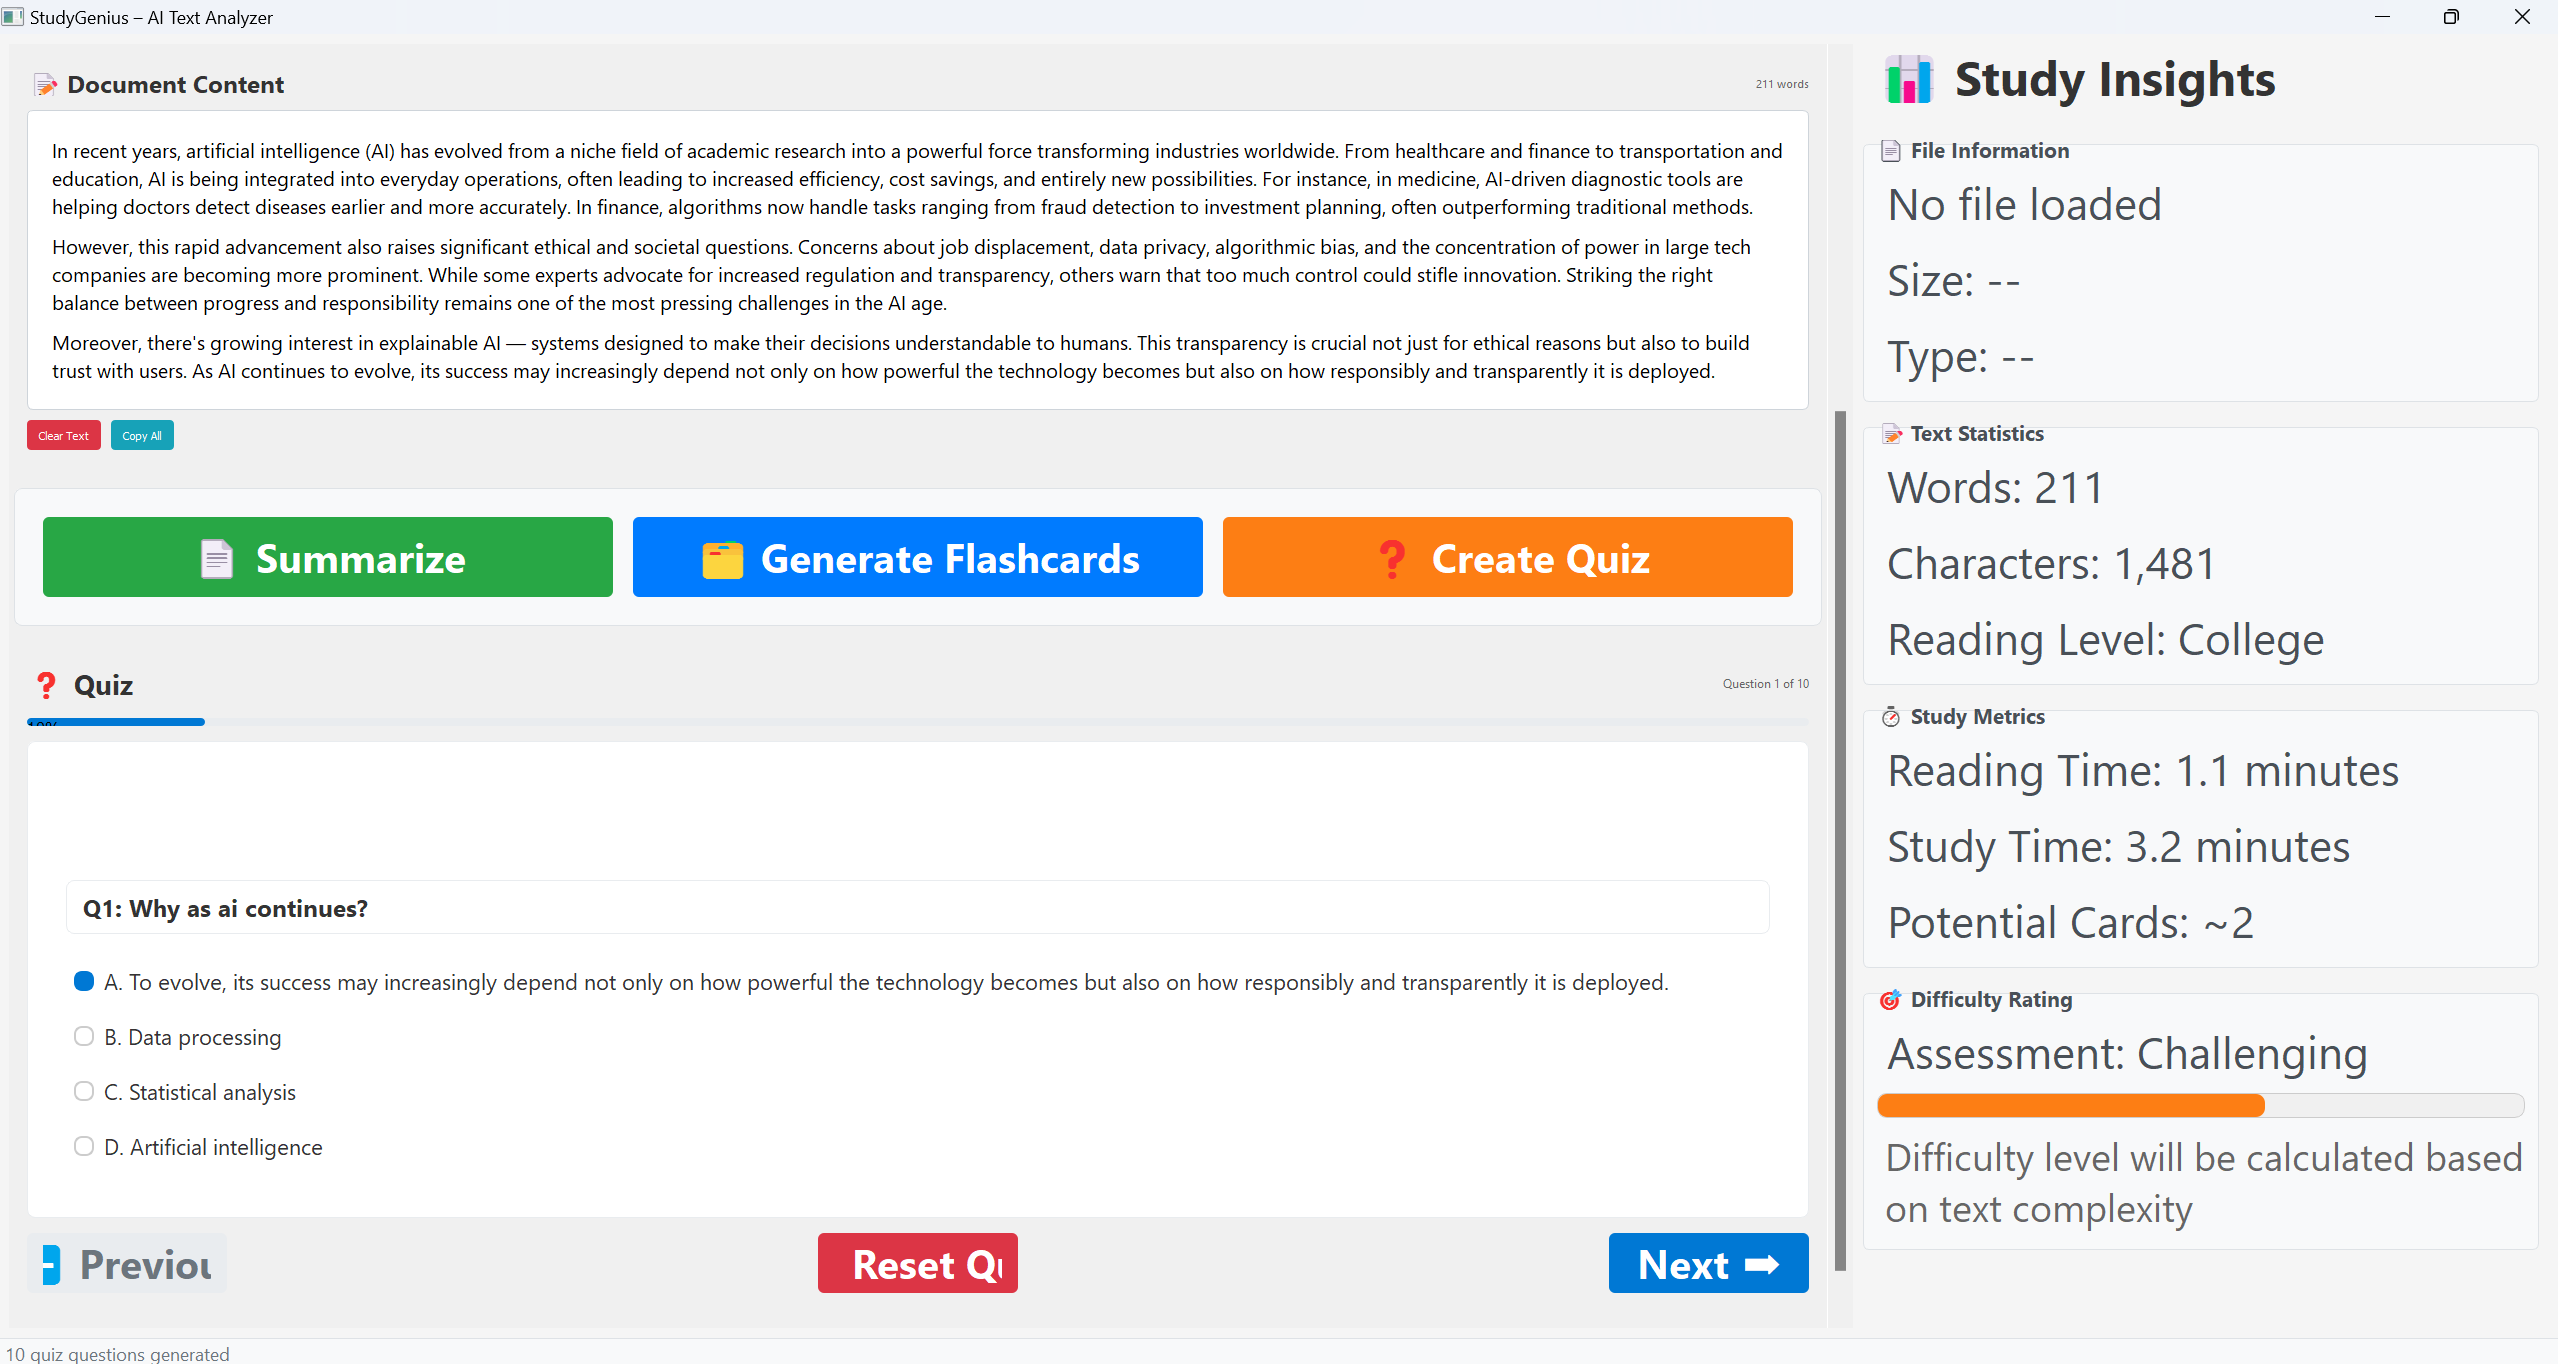 StudyGenius – AI Text Analyzer
Document Content
211 words
In recent years, artificial intelligence (AI) has evolved from a niche field of academic research into a powerful force transforming industries worldwide. From healthcare and finance to transportation and
education, AI is being integrated into everyday operations, often leading to increased efficiency, cost savings, and entirely new possibilities. For instance, in medicine, AI-driven diagnostic tools are
helping doctors detect diseases earlier and more accurately. In finance, algorithms now handle tasks ranging from fraud detection to investment planning, often outperforming traditional methods.
However, this rapid advancement also raises significant ethical and societal questions. Concerns about job displacement, data privacy, algorithmic bias, and the concentration of power in large tech
companies are becoming more prominent. While some experts advocate for increased regulation and transparency, others warn that too much control could stifle innovation. Striking the right
balance between progress and responsibility remains one of the most pressing challenges in the AI age.
Moreover, there's growing interest in explainable AI — systems designed to make their decisions understandable to humans. This transparency is crucial not just for ethical reasons but also to build
trust with users. As AI continues to evolve, its success may increasingly depend not only on how powerful the technology becomes but also on how responsibly and transparently it is deployed.
Clear Text
Copy All
Summarize
Generate Flashcards
Create Quiz
Quiz
Question 1 of 10
10%
Q1: Why as ai continues?
A. To evolve, its success may increasingly depend not only on how powerful the technology becomes but also on how responsibly and transparently it is deployed.
B. Data processing
C. Statistical analysis
D. Artificial intelligence
Previou
Reset Qu
Next ➡
10 quiz questions generated
Study Insights
File Information
No file loaded
Size: --
Type: --
Text Statistics
Words: 211
Characters: 1,481
Reading Level: College
Study Metrics
Reading Time: 1.1 minutes
Study Time: 3.2 minutes
Potential Cards: ~2
Difficulty Rating
Assessment: Challenging
Difficulty level will be calculated based
on text complexity